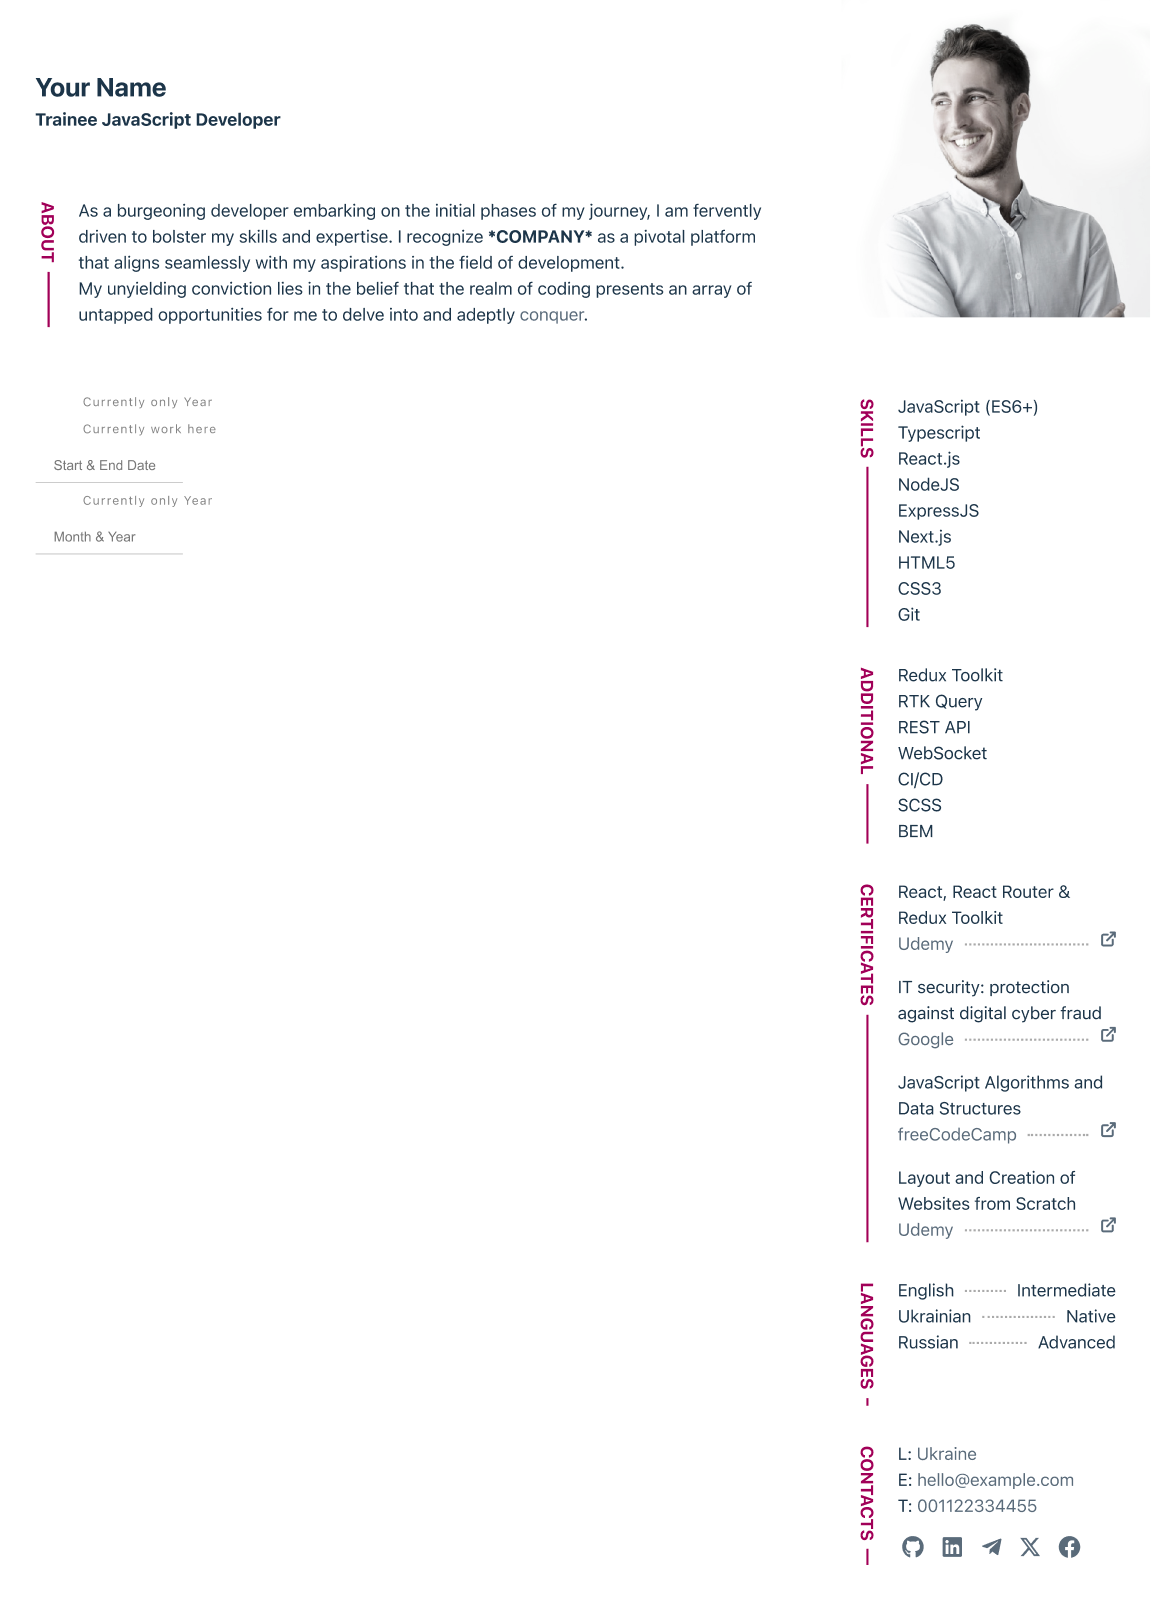 Your Name
Trainee JavaScript Developer
ABOUT
As a burgeoning developer embarking on the initial phases of my journey, I am fervently
driven to bolster my skills and expertise. I recognize *COMPANY* as a pivotal platform
that aligns seamlessly with my aspirations in the field of development.
My unyielding conviction lies in the belief that the realm of coding presents an array of
untapped opportunities for me to delve into and adeptly conquer.
Currently only Year
Currently work here
Start & End Date
Currently only Year
Month & Year
SKILLS
JavaScript (ES6+)
Typescript
React.js
NodeJS
ExpressJS
Next.js
HTML5
CSS3
Git
ADDITIONAL
Redux Toolkit
RTK Query
REST API
WebSocket
CI/CD
SCSS
BEM
CERTIFICATES
React, React Router &
Redux Toolkit
Udemy
IT security: protection
against digital cyber fraud
Google
JavaScript Algorithms and
Data Structures
freeCodeCamp
Layout and Creation of
Websites from Scratch
Udemy
LANGUAGES
English Intermediate
Ukrainian Native
Russian Advanced
CONTACTS
L: Ukraine
E: hello@example.com
T: 001122334455